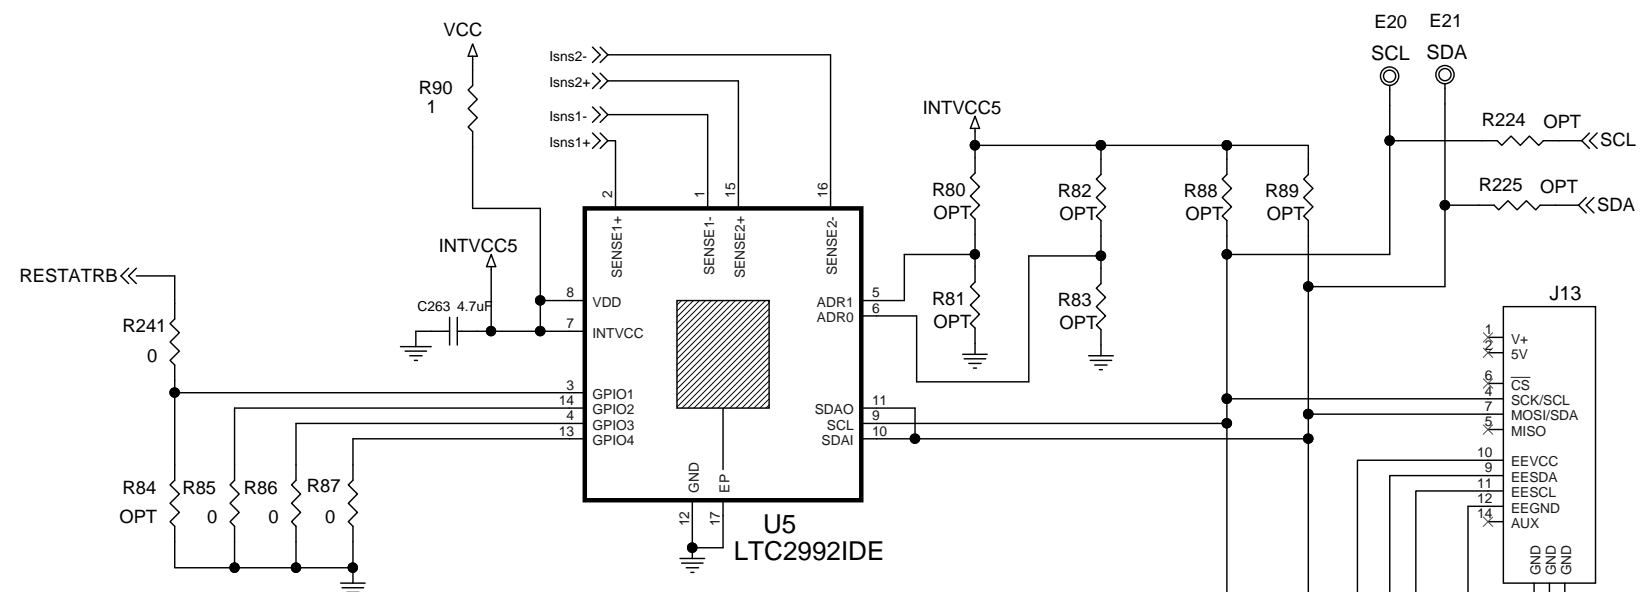 VCC
R90
1
Isns2-
Isns2+
Isns1-
Isns1+
E20
SCL
E21
SDA
R224 OPT
SCL
R225 OPT
SDA
INTVCC5
R80
OPT
R82
OPT
R88
OPT
R89
OPT
R81
OPT
R83
OPT
2
1
15
16
SENSE1+
SENSE1-
SENSE2+
SENSE2-
INTVCC5
C263 4.7uF
RESTATRB
R241
0
8
VDD
7
INTVCC
3
GPIO1
14
GPIO2
4
GPIO3
13
GPIO4
ADR1
5
ADR0
6
SDAO
11
SCL
9
SDAI
10
GND
EP
12
17
U5
LTC2992IDE
R84
OPT
R85
0
R86
0
R87
0
J13
1
V+
2
5V
6
CS
4
SCK/SCL
7
MOSI/SDA
5
MISO
10
EEVCC
9
EESDA
11
EESCL
12
EEGND
14
AUX
GND
GND
GND